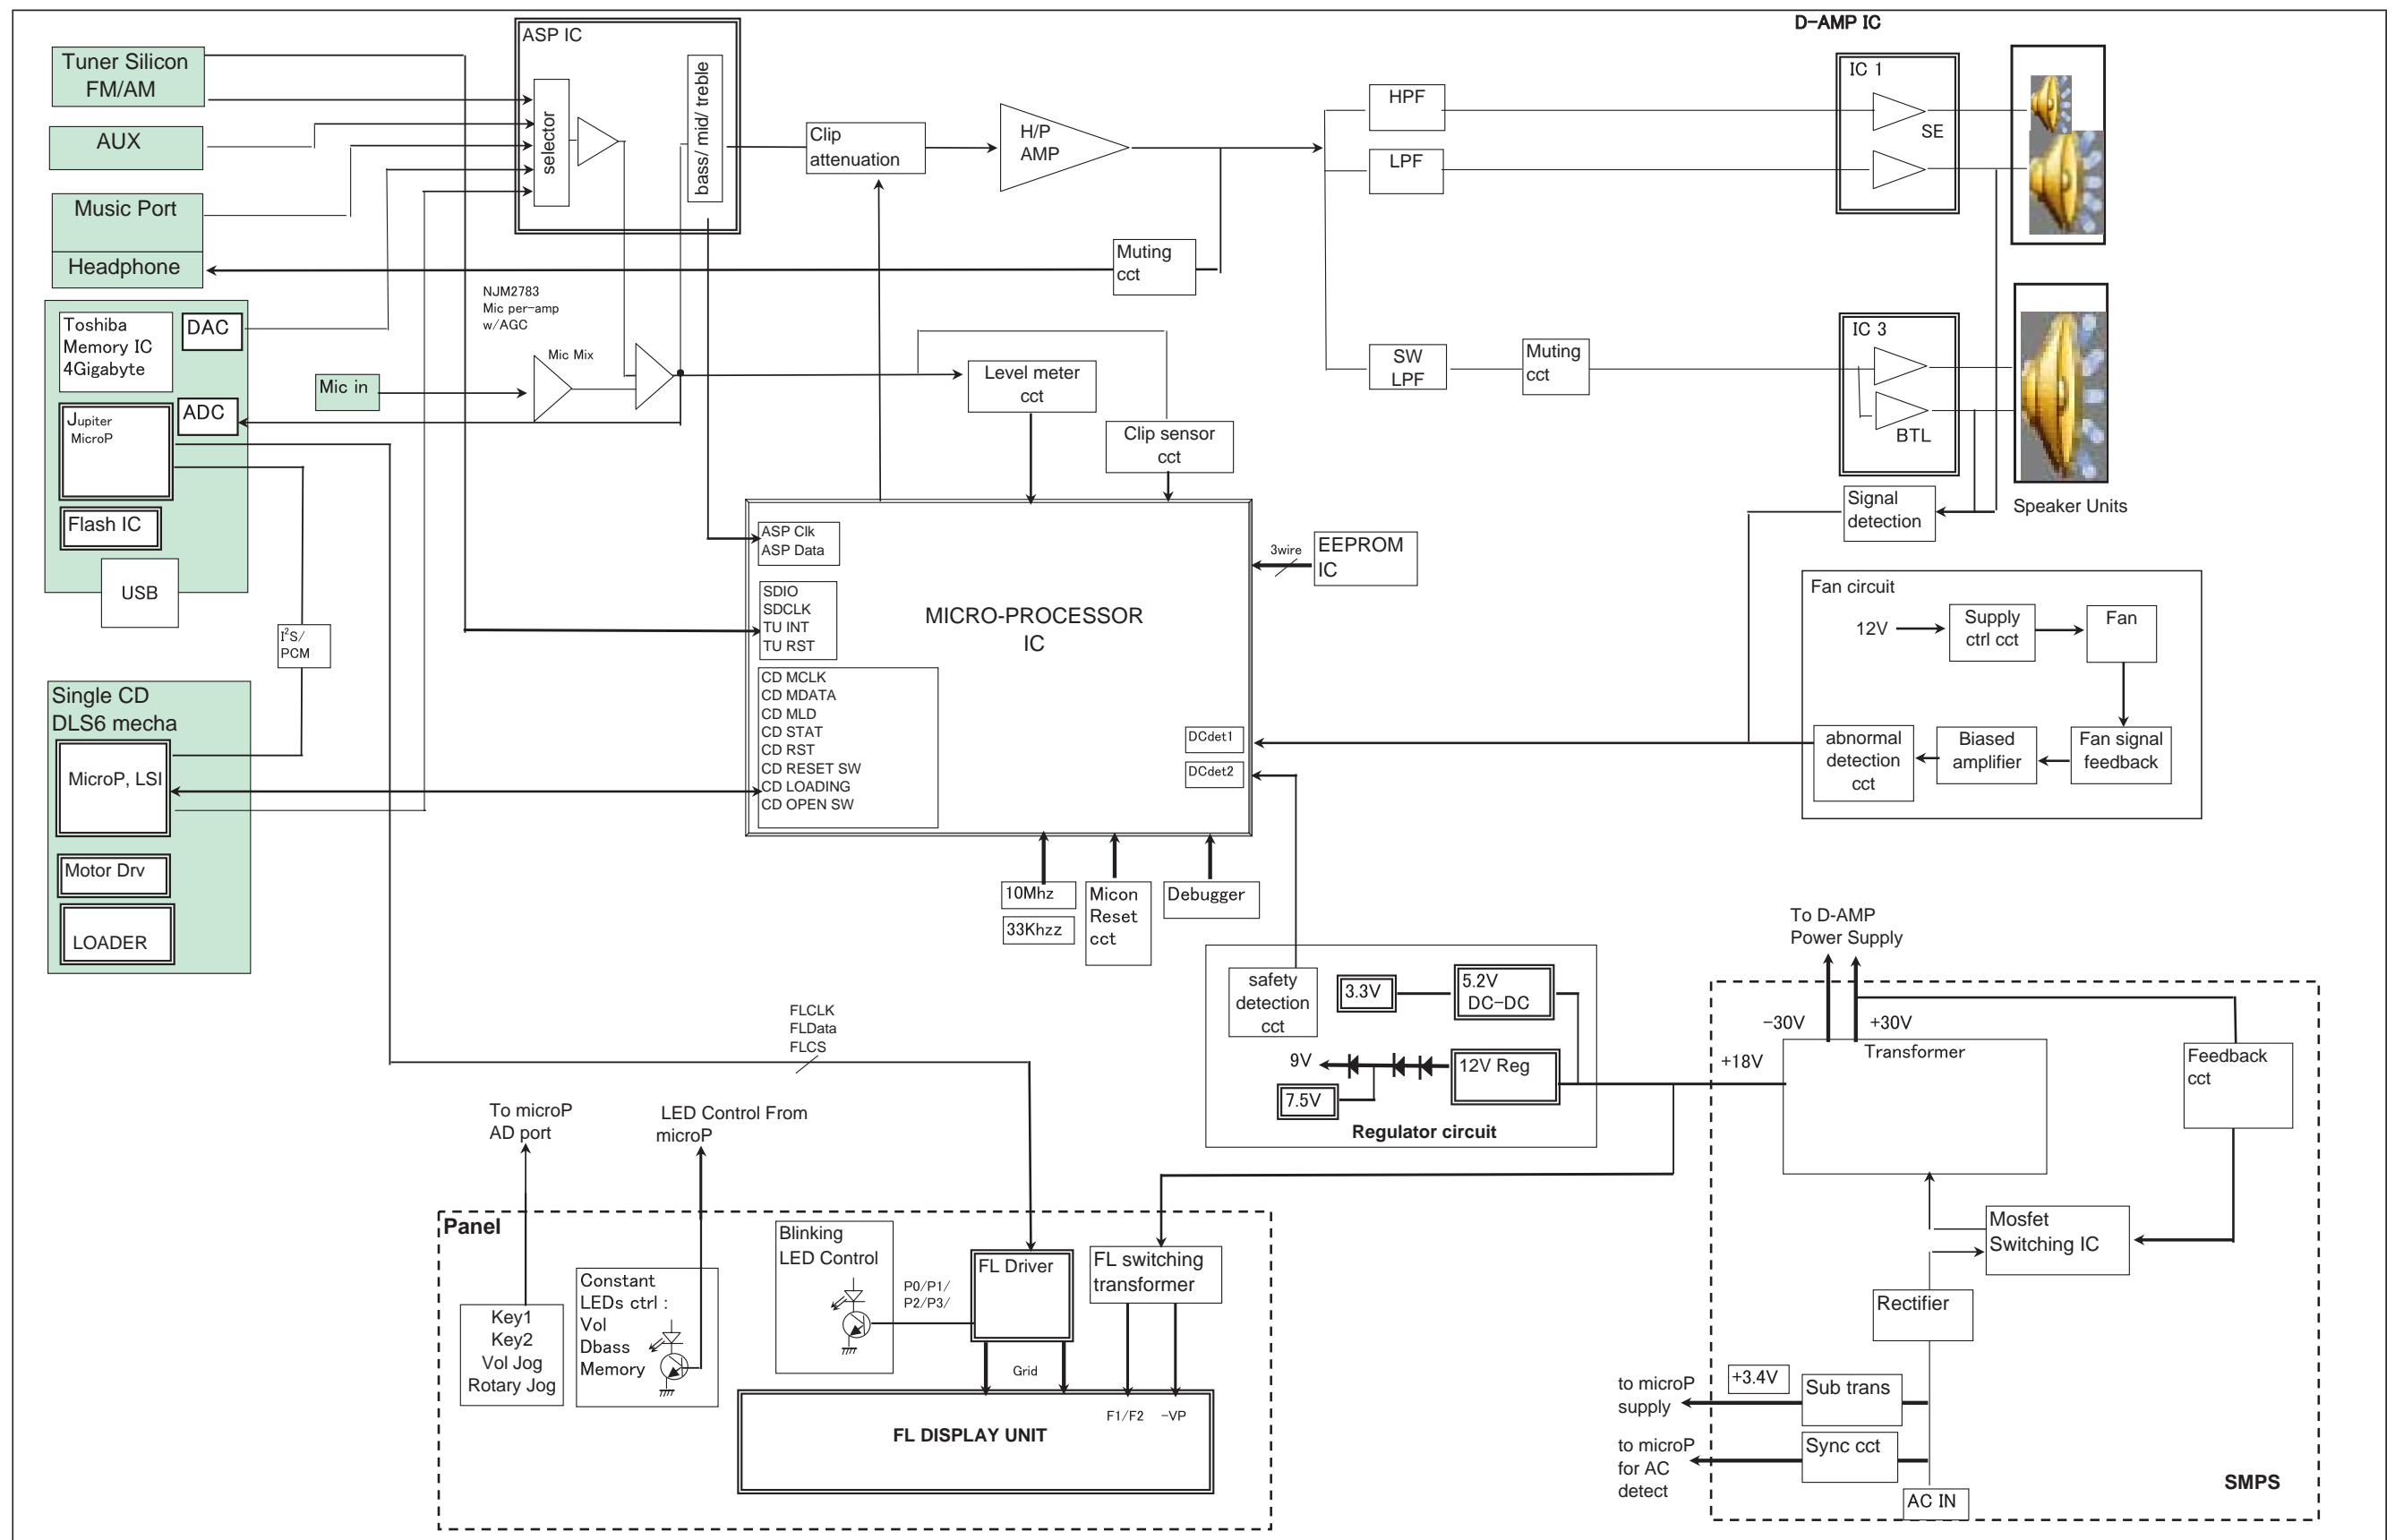 D-AMP IC
ASP IC
Tuner Silicon
FM/AM
AUX
Music Port
Headphone
selector
bass/ mid/ treble
Clip
attenuation
H/P
AMP
HPF
LPF
IC 1
SE
Muting
cct
NJM2783
Mic per-amp
w/AGC
Toshiba
Memory IC
4Gigabyte
DAC
Mic Mix
Mic in
ADC
Jupiter
MicroP
Flash IC
USB
Level meter
cct
Clip sensor
cct
SW
LPF
Muting
cct
IC 3
BTL
Signal
detection
Speaker Units
ASP Clk
ASP Data
SDIO
SDCLK
TU INT
TU RST
MICRO-PROCESSOR
IC
3wire
EEPROM
IC
CD MCLK
CD MDATA
CD MLD
CD STAT
CD RST
CD RESET SW
CD LOADING
CD OPEN SW
DCdet1
DCdet2
Fan circuit
12V
Supply
ctrl cct
Fan
abnormal
detection
cct
Biased
amplifier
Fan signal
feedback
I²S/
PCM
Single CD
DLS6 mecha
MicroP, LSI
Motor Drv
LOADER
10Mhz
33Khzz
Micon
Reset
cct
Debugger
safety
detection
cct
3.3V
5.2V
DC-DC
9V
12V Reg
7.5V
Regulator circuit
To D-AMP
Power Supply
-30V
+30V
+18V
Transformer
Feedback
cct
Mosfet
Switching IC
Rectifier
+3.4V
to microP
supply
Sub trans
to microP
for AC
detect
Sync cct
AC IN
SMPS
FLCLK
FLData
FLCS
To microP
AD port
LED Control From
microP
Panel
Key1
Key2
Vol Jog
Rotary Jog
Constant
LEDs ctrl :
Vol
Dbass
Memory
Blinking
LED Control
P0/P1/
P2/P3/
FL Driver
FL switching
transformer
Grid
F1/F2
-VP
FL DISPLAY UNIT